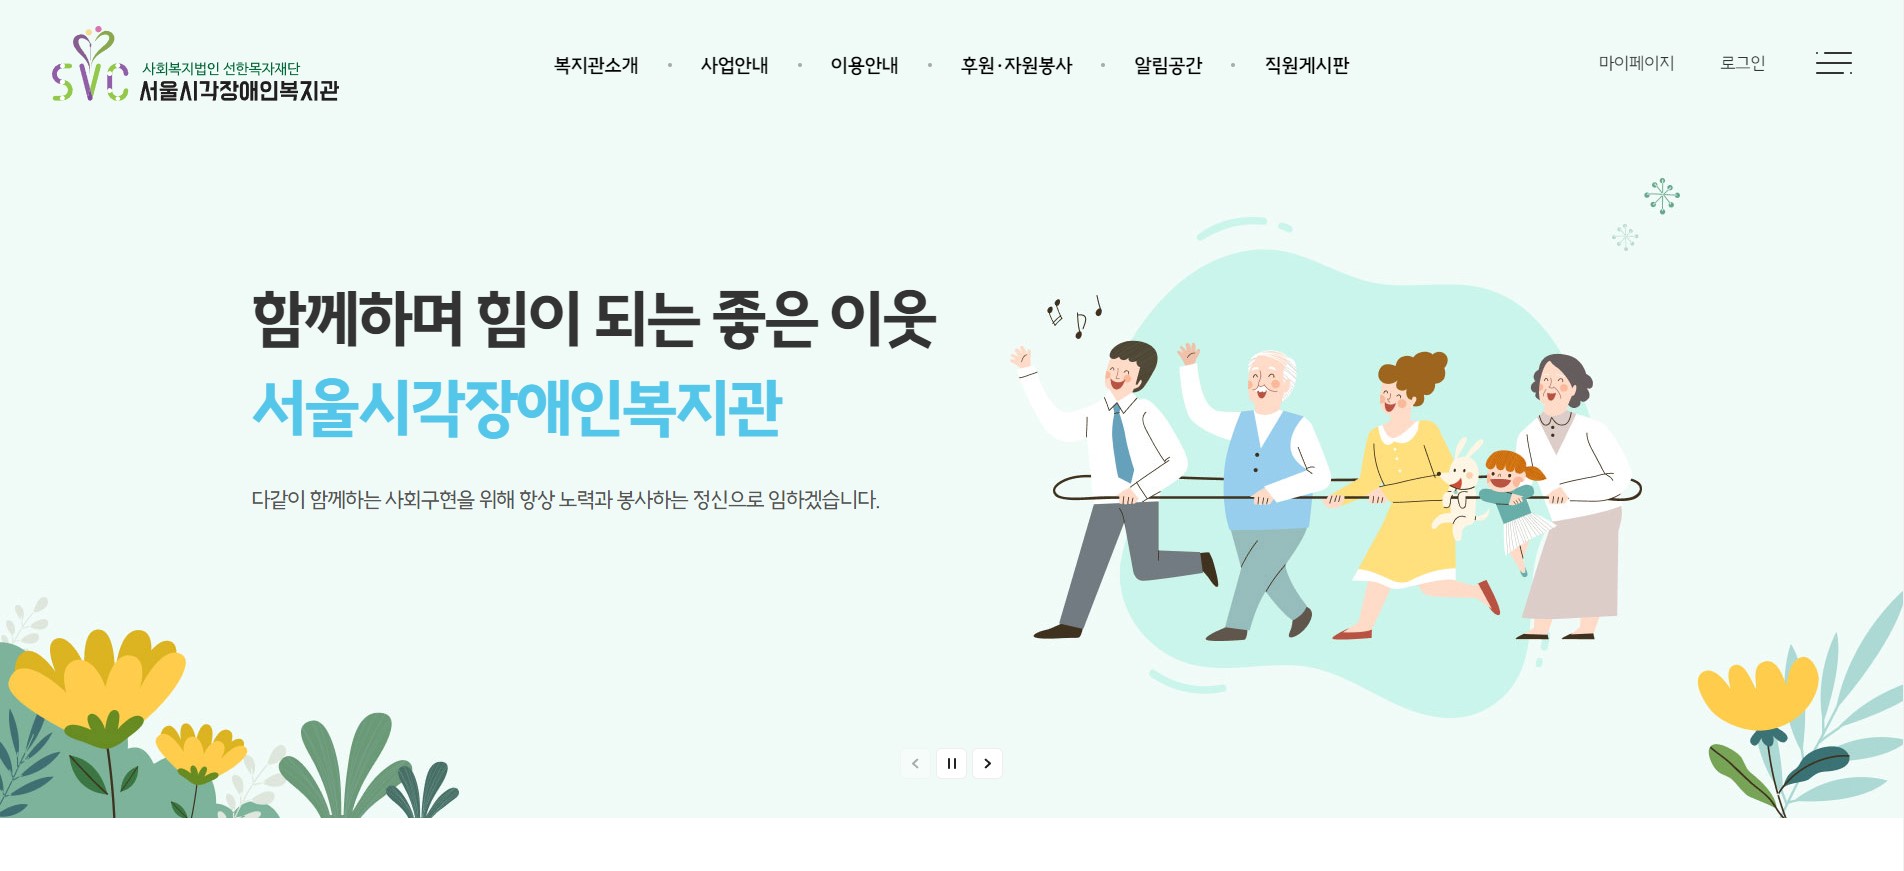 SVC
사회복지법인 선한목자재단
서울시각장애인복지관
복지관소개 · 사업안내 · 이용안내 · 후원·자원봉사 · 알림공간 · 직원게시판
마이페이지 로그인
함께하며 힘이 되는 좋은 이웃
서울시각장애인복지관
다같이 함께하는 사회구현을 위해 항상 노력과 봉사하는 정신으로 임하겠습니다.